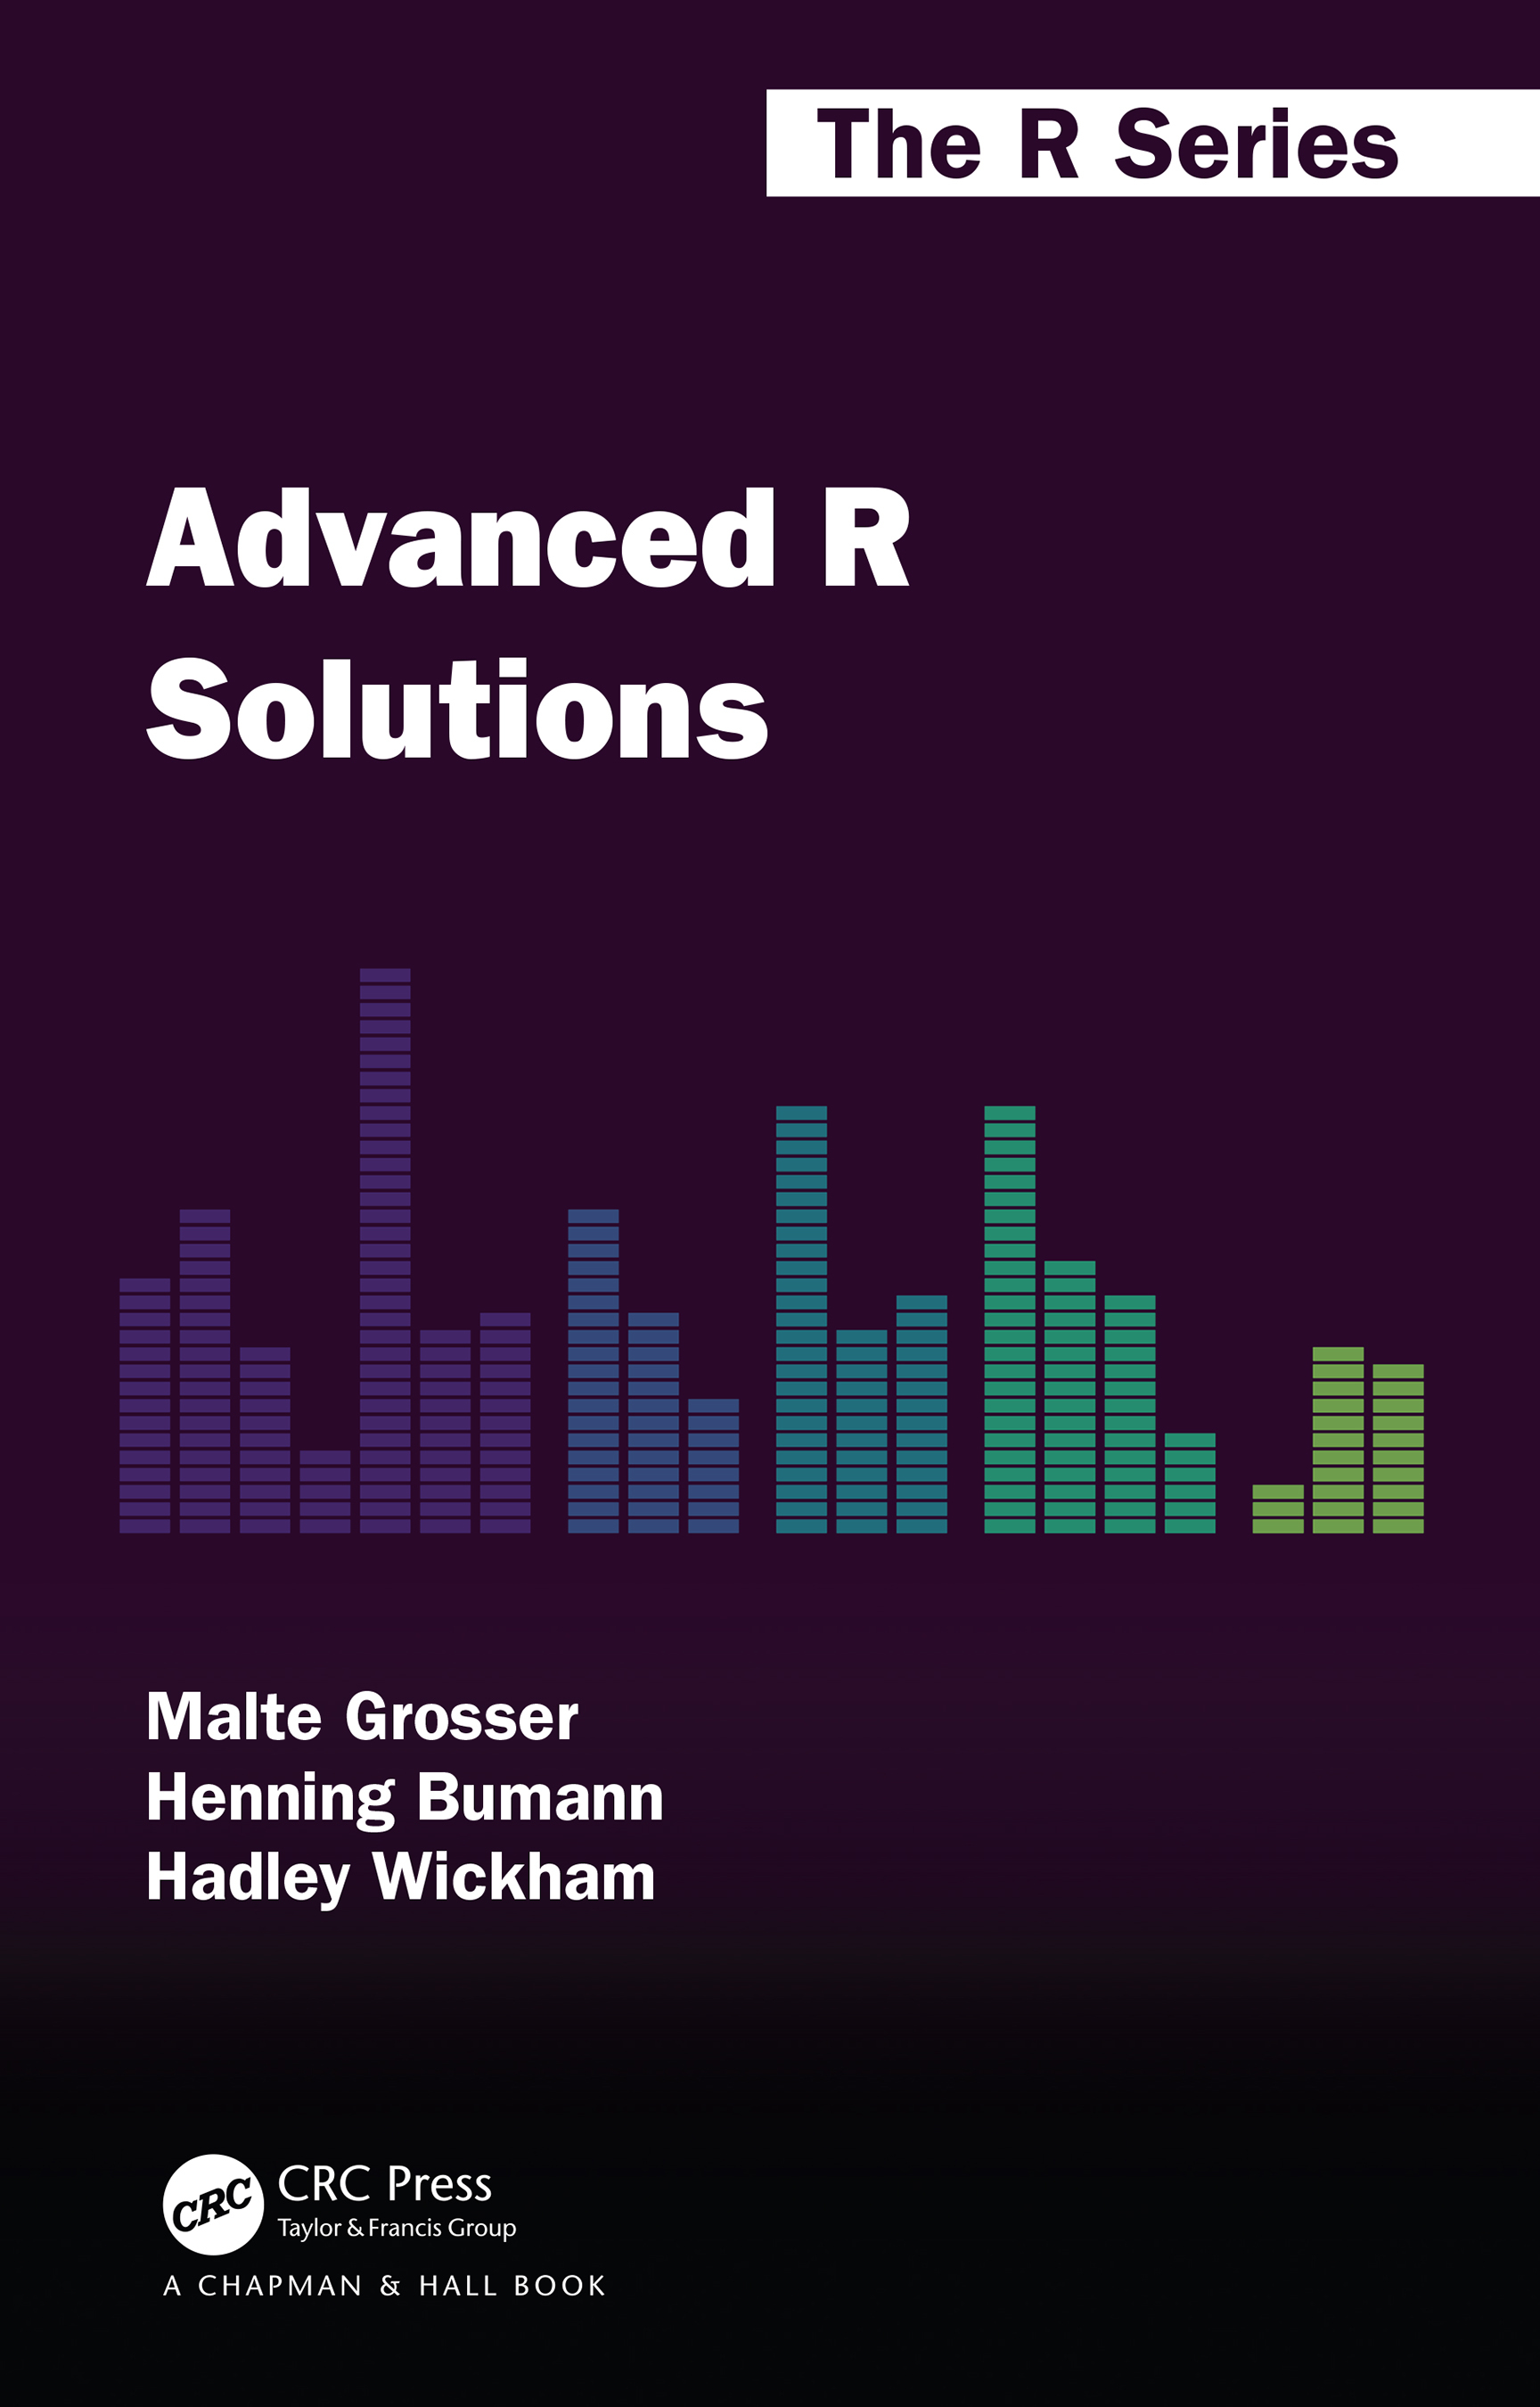 The R Series
Advanced R
Solutions
Malte Grosser
Henning Bumann
Hadley Wickham
CRC
CRC Press
Taylor & Francis Group
A CHAPMAN & HALL BOOK